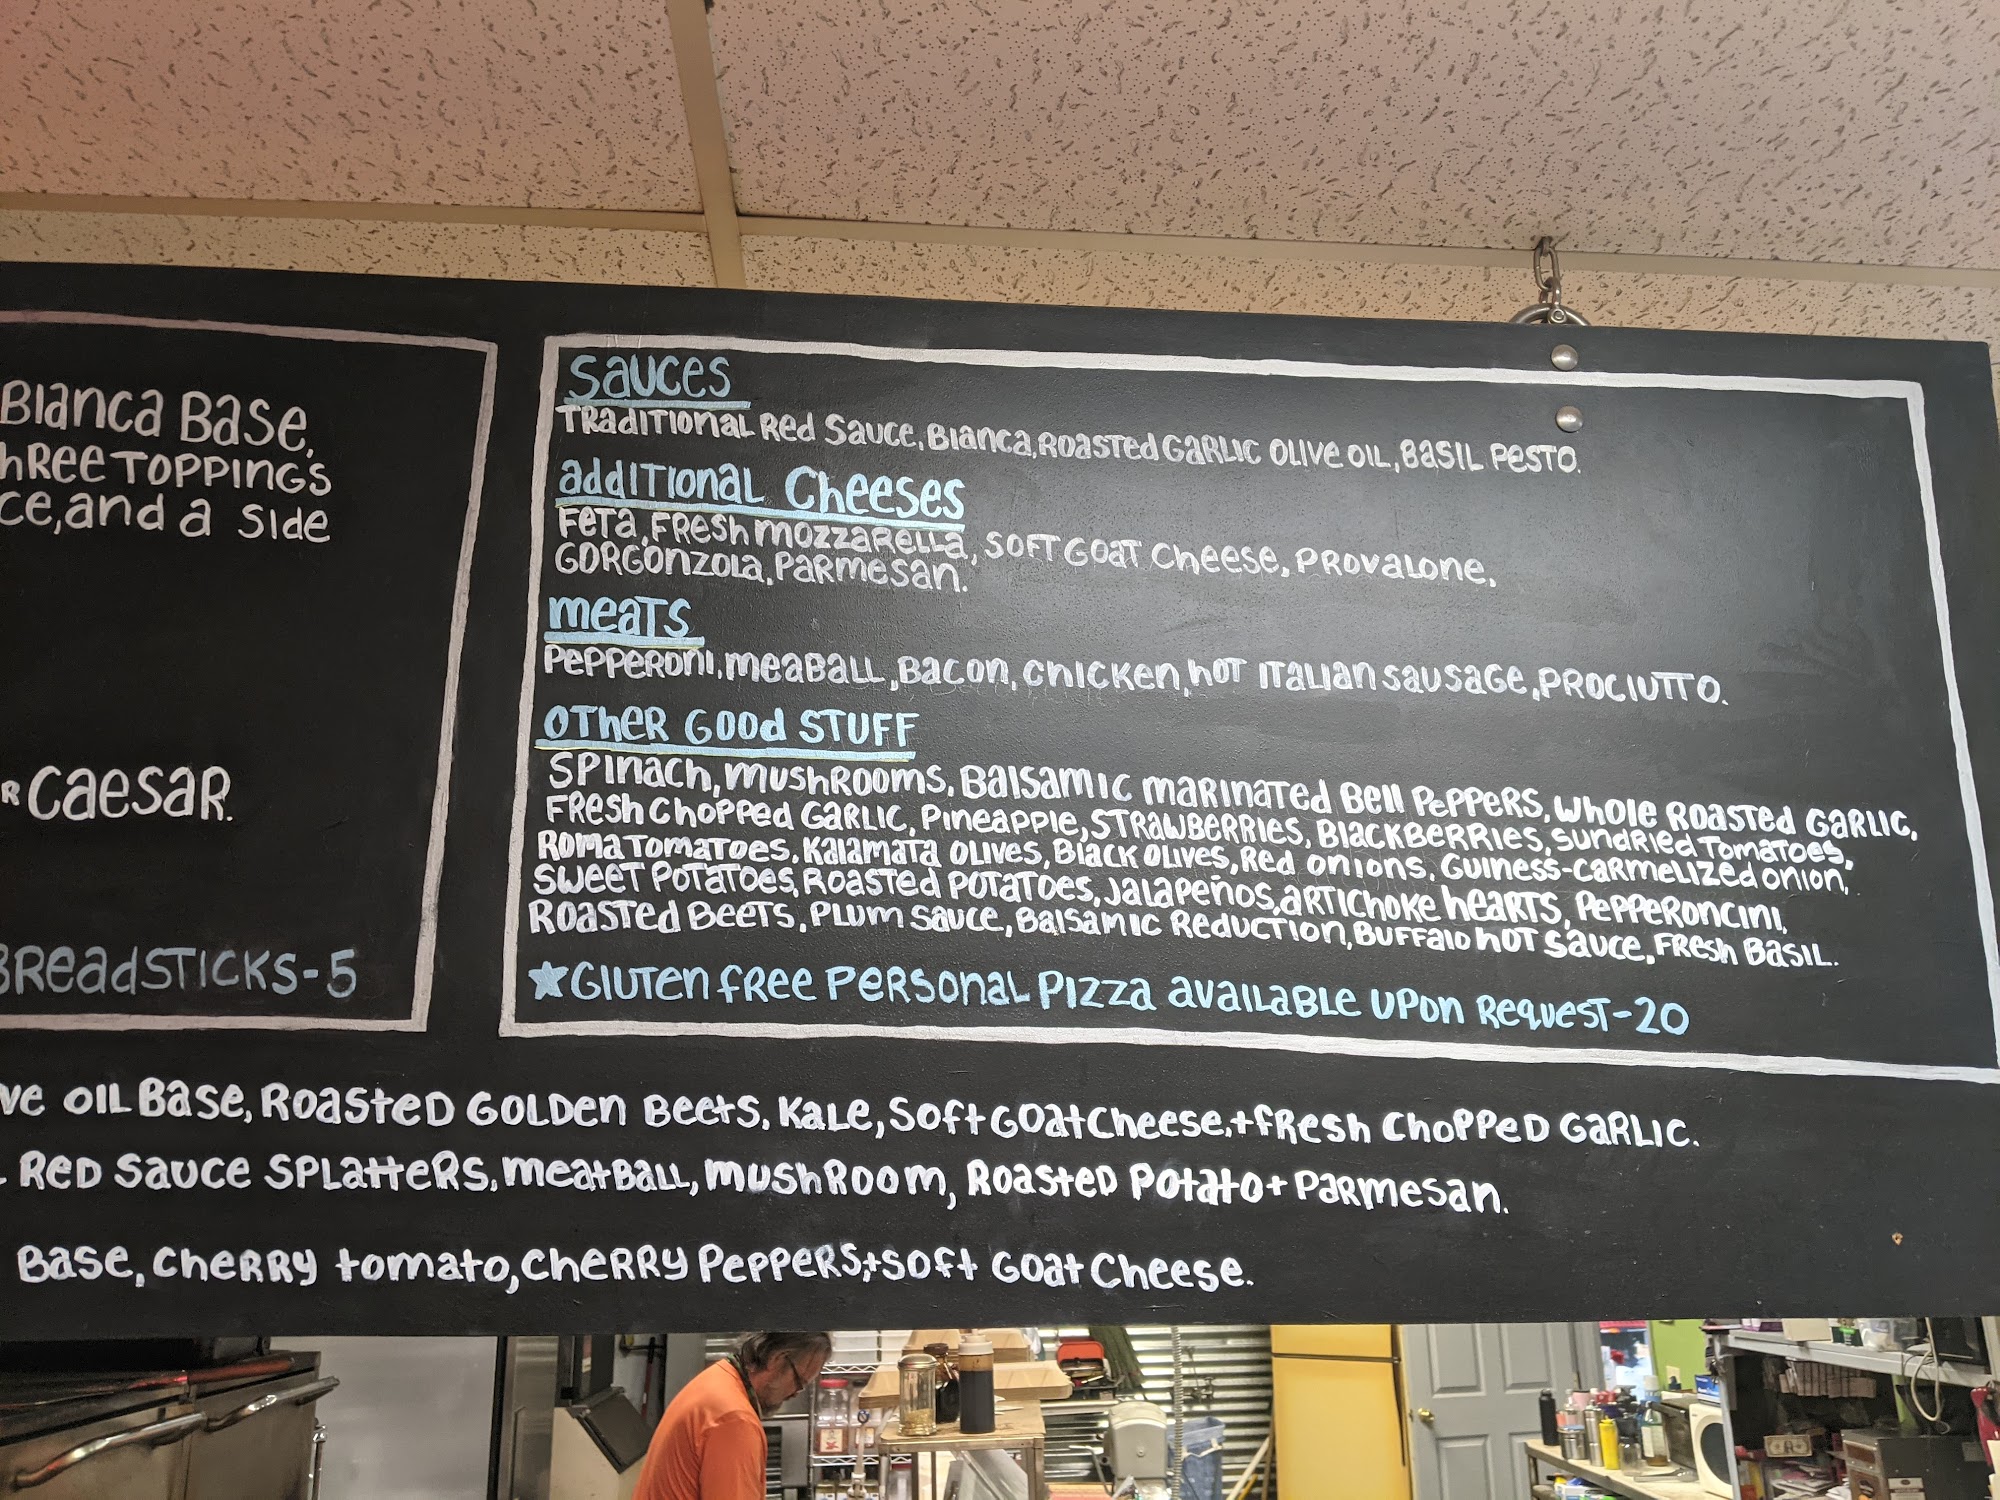 Bianca Base,
Three Toppings
ce, and a side
R Caesar.
Breadsticks-5
Sauces
Traditional Red Sauce, Bianca, Roasted Garlic Olive Oil, Basil Pesto.
Additional Cheeses
Feta, Fresh Mozzarella, Soft Goat Cheese, Provalone,
Gorgonzola, Parmesan.
Meats
Pepperoni, Meaball, Bacon, Chicken, Hot Italian Sausage, Prociutto.
Other Good Stuff
Spinach, Mushrooms, Balsamic Marinated Bell Peppers, Whole Roasted Garlic,
Fresh Chopped Garlic, Pineapple, Strawberries, Blackberries, Sundried Tomatoes,
Roma Tomatoes, Kalamata Olives, Black Olives, Red Onions, Guiness-Carmelized Onion,
Sweet Potatoes, Roasted Potatoes, Jalapeños, Artichoke Hearts, Pepperoncini,
Roasted Beets, Plum Sauce, Balsamic Reduction, Buffalo Hot Sauce, Fresh Basil.
★Gluten Free Personal Pizza Available Upon Request-20
ve Oil Base, Roasted Golden Beets, Kale, Soft Goat Cheese, + Fresh Chopped Garlic.
Red Sauce Splatters, Meatball, Mushroom, Roasted Potato + Parmesan.
Base, Cherry Tomato, Cherry Peppers, + Soft Goat Cheese.